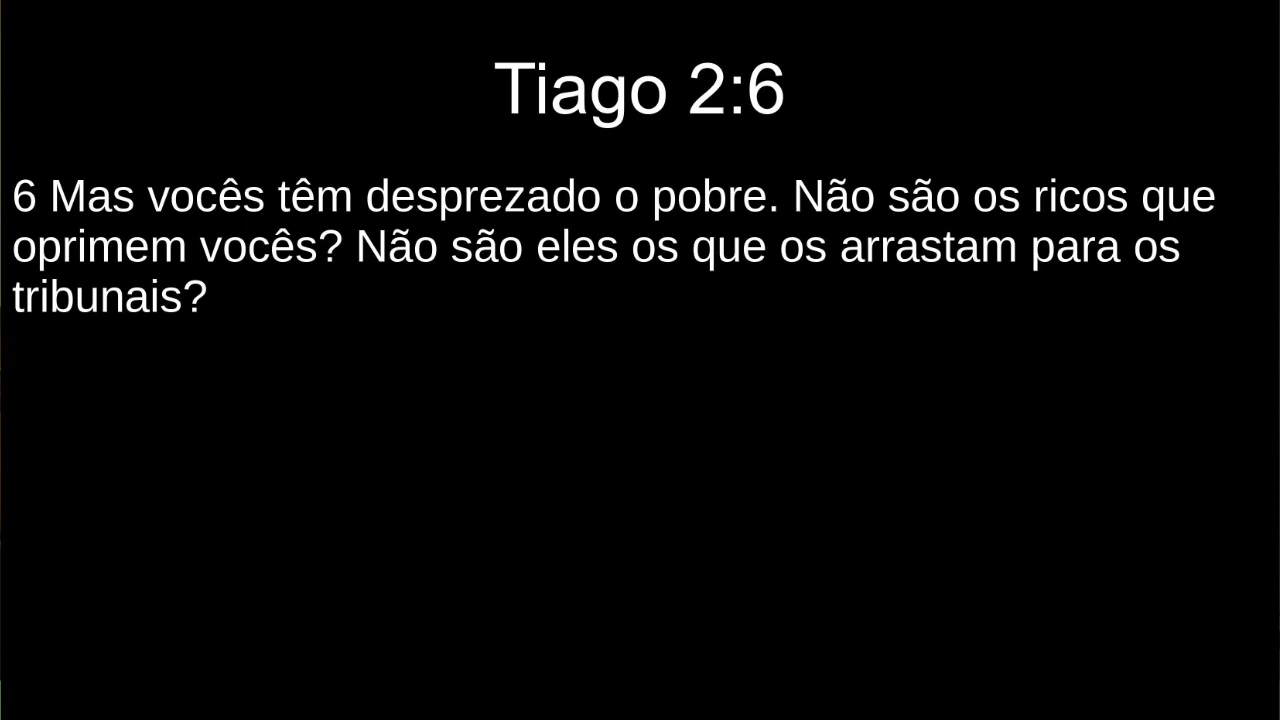 Tiago 2:6
6 Mas vocês têm desprezado o pobre. Não são os ricos que
oprimem vocês? Não são eles os que os arrastam para os
tribunais?